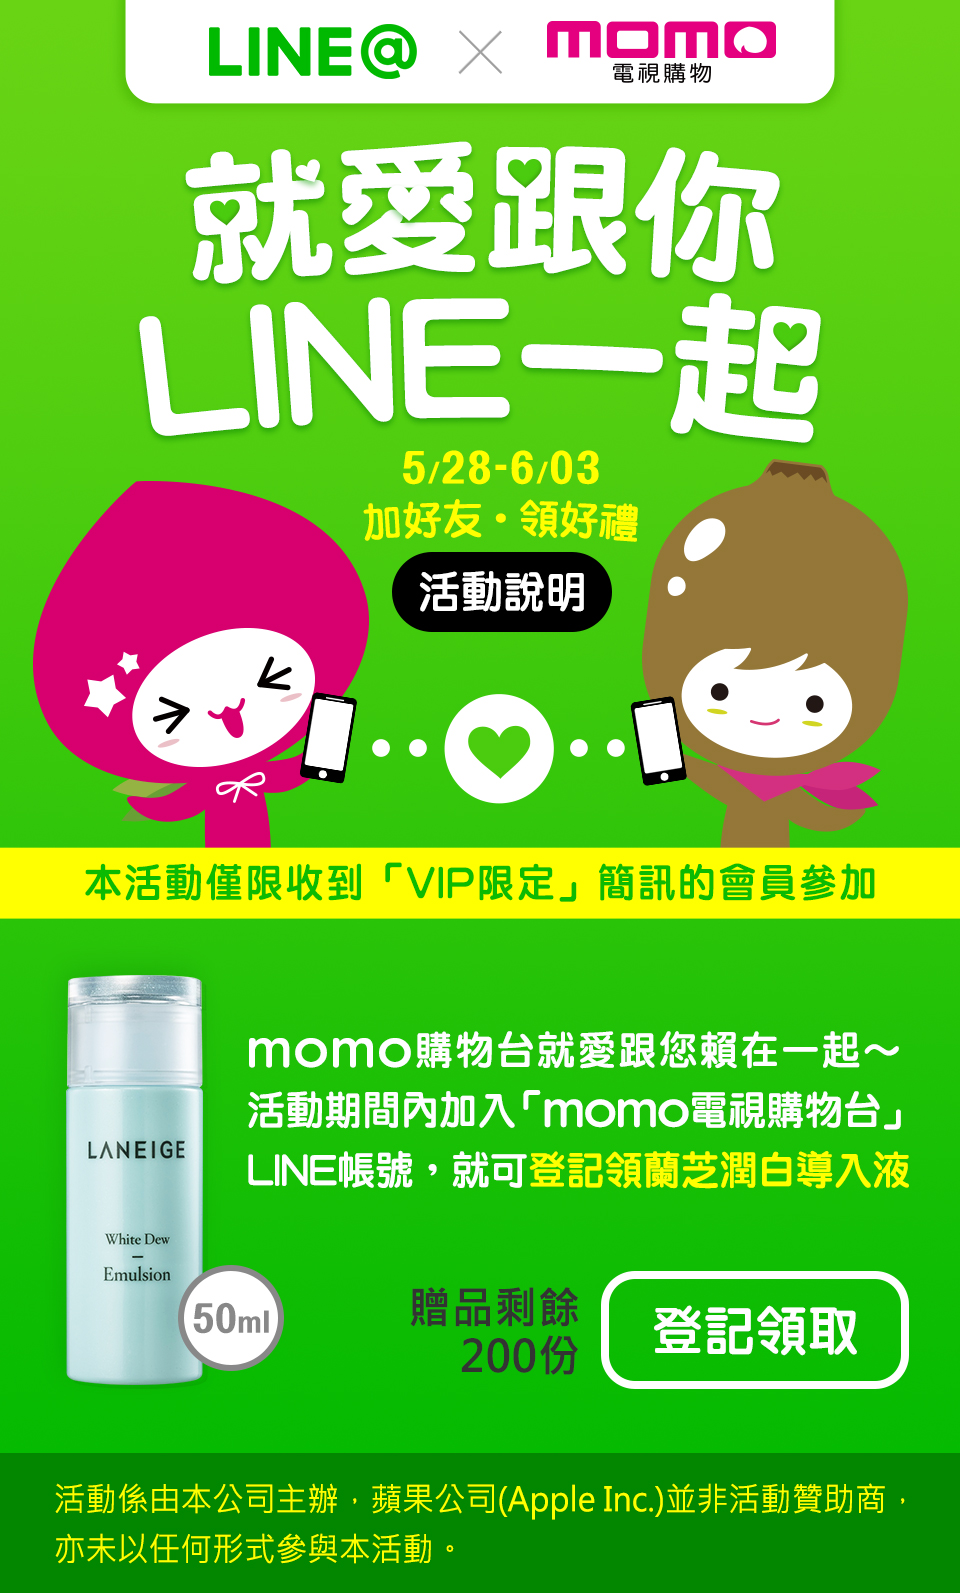 LINE@ × momo
電視購物
就愛跟你
LINE一起
5/28-6/03
加好友・領好禮
活動說明
本活動僅限收到「VIP限定」簡訊的會員參加
momo購物台就愛跟您賴在一起～
活動期間內加入「momo電視購物台」
LINE帳號，就可登記領蘭芝潤白導入液
LANEIGE
White Dew
Emulsion
50ml
贈品剩餘
200份
登記領取
活動係由本公司主辦，蘋果公司(Apple Inc.)並非活動贊助商，
亦未以任何形式參與本活動。